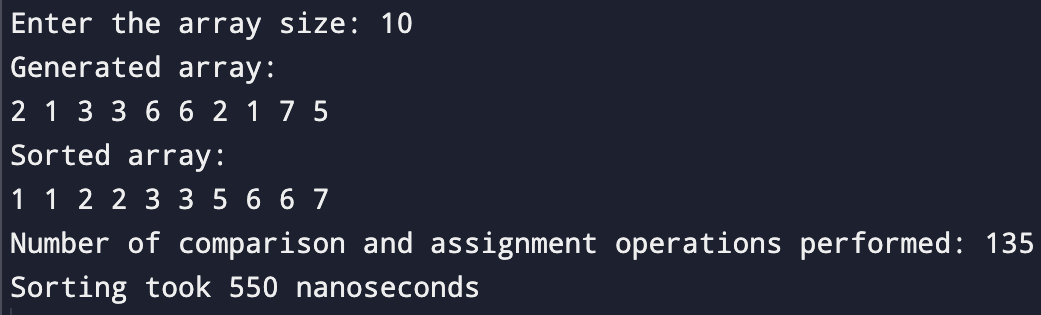 Enter the array size: 10
Generated array:
2 1 3 3 6 6 2 1 7 5
Sorted array:
1 1 2 2 3 3 5 6 6 7
Number of comparison and assignment operations performed: 135
Sorting took 550 nanoseconds